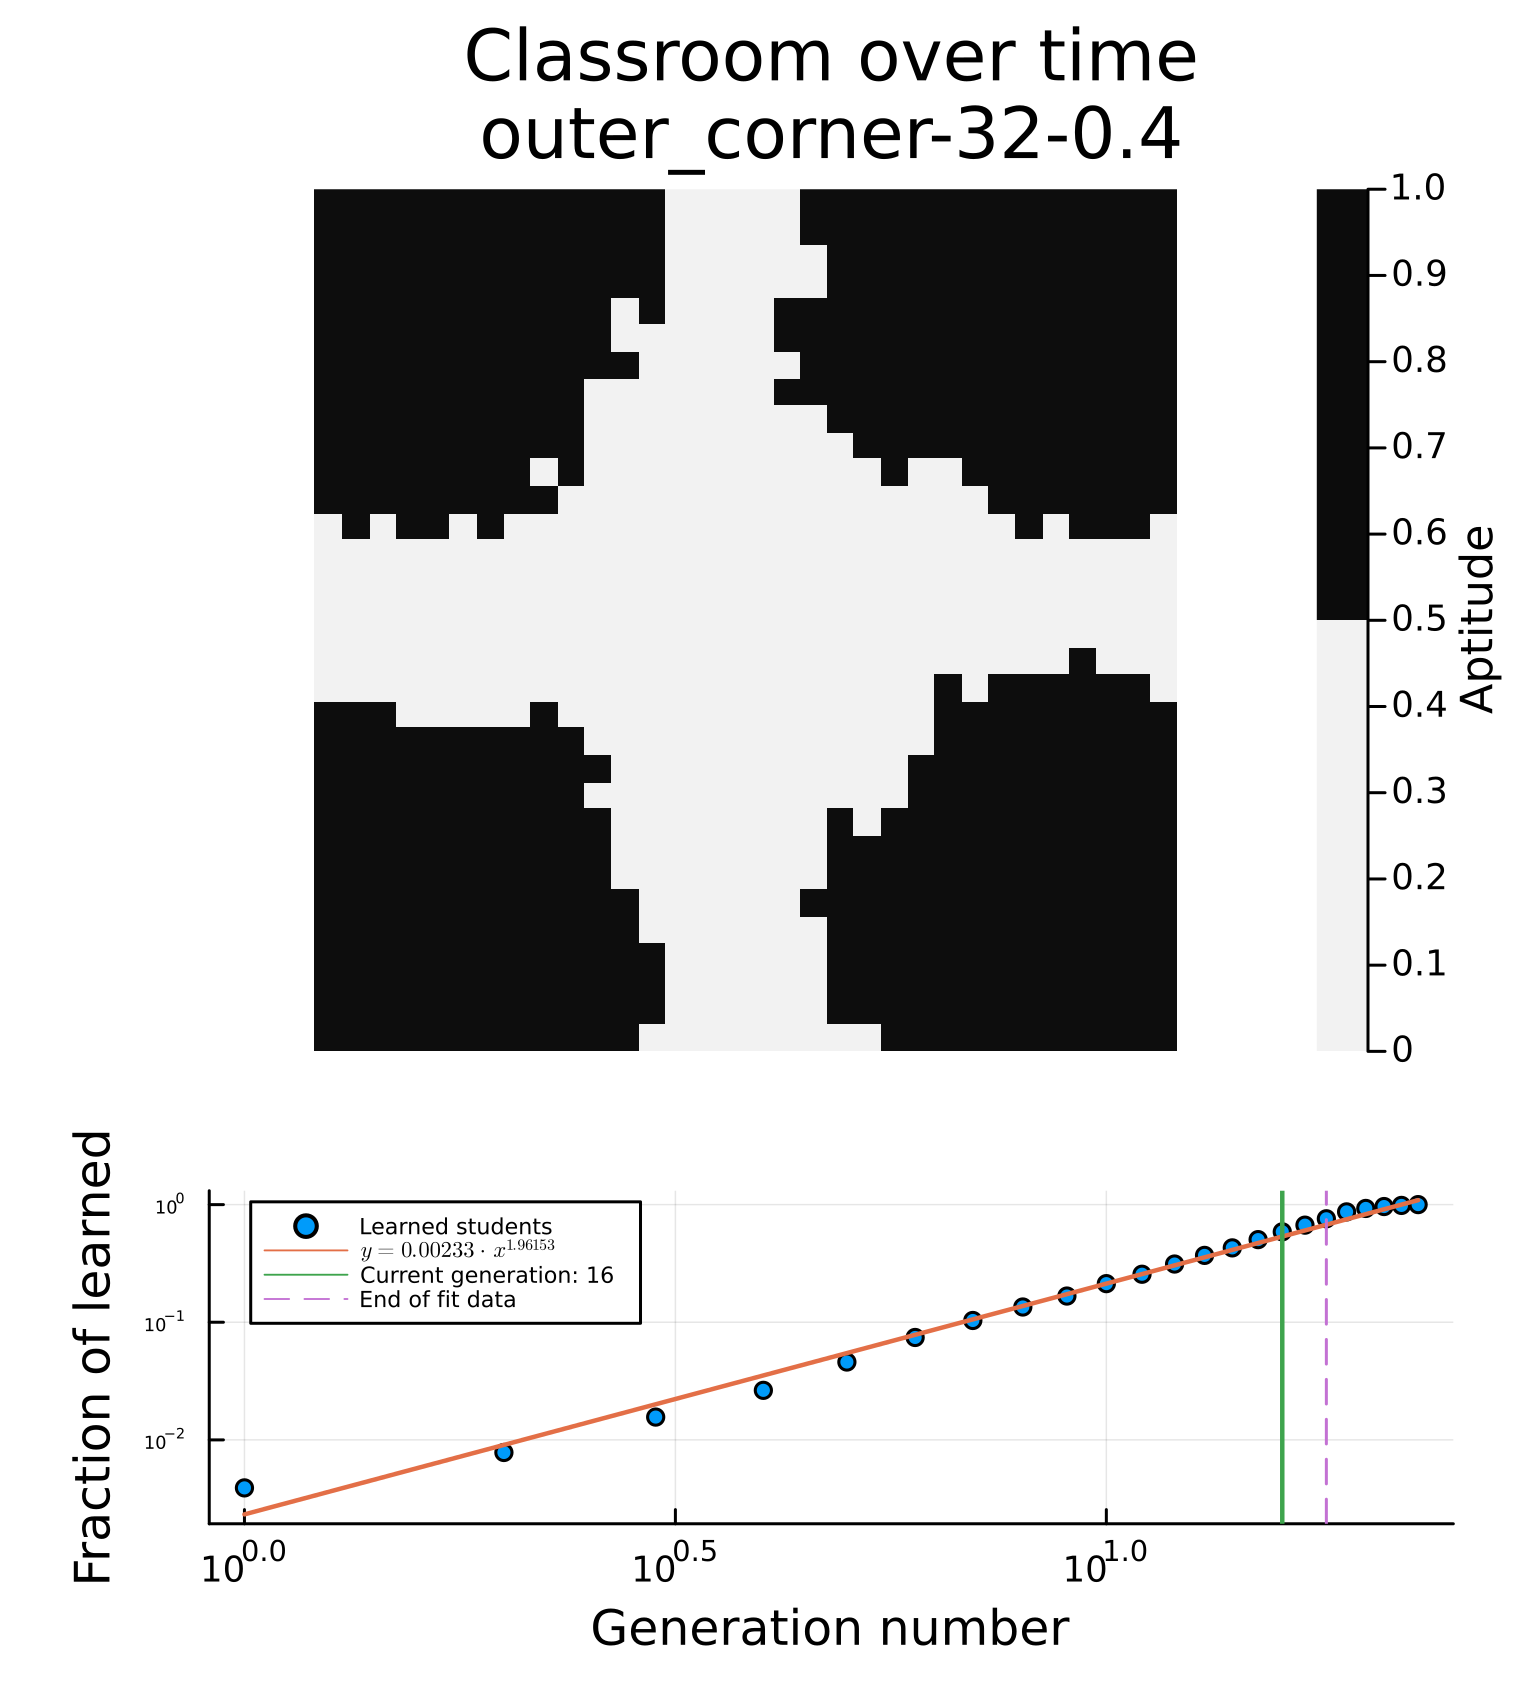 Classroom over time
outer_corner-32-0.4
1.0
0.9
0.8
0.7
0.6
0.5
0.4
0.3
0.2
0.1
0
Aptitude
Fraction of learned
10^0
10^−1
10^−2
Learned students
y = 0.00233 · x^1.96153
Current generation: 16
End of fit data
10^0.0
10^0.5
10^1.0
Generation number